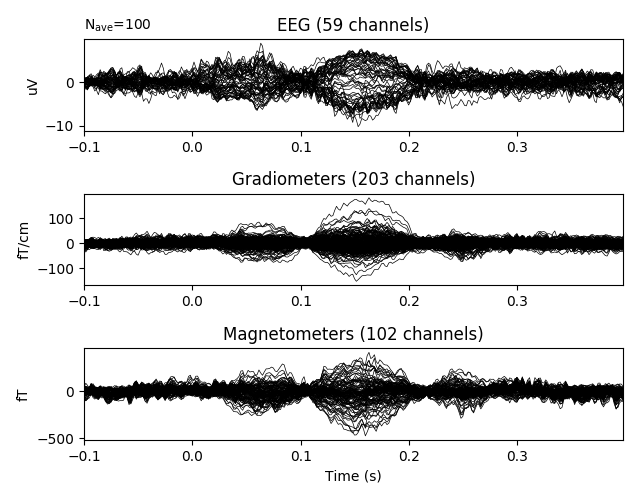 N_ave=100
EEG (59 channels)
uV
0
−10
−0.1 0.0 0.1 0.2 0.3
Gradiometers (203 channels)
fT/cm
100
0
−100
−0.1 0.0 0.1 0.2 0.3
Magnetometers (102 channels)
fT
0
−500
−0.1 0.0 0.1 0.2 0.3
Time (s)